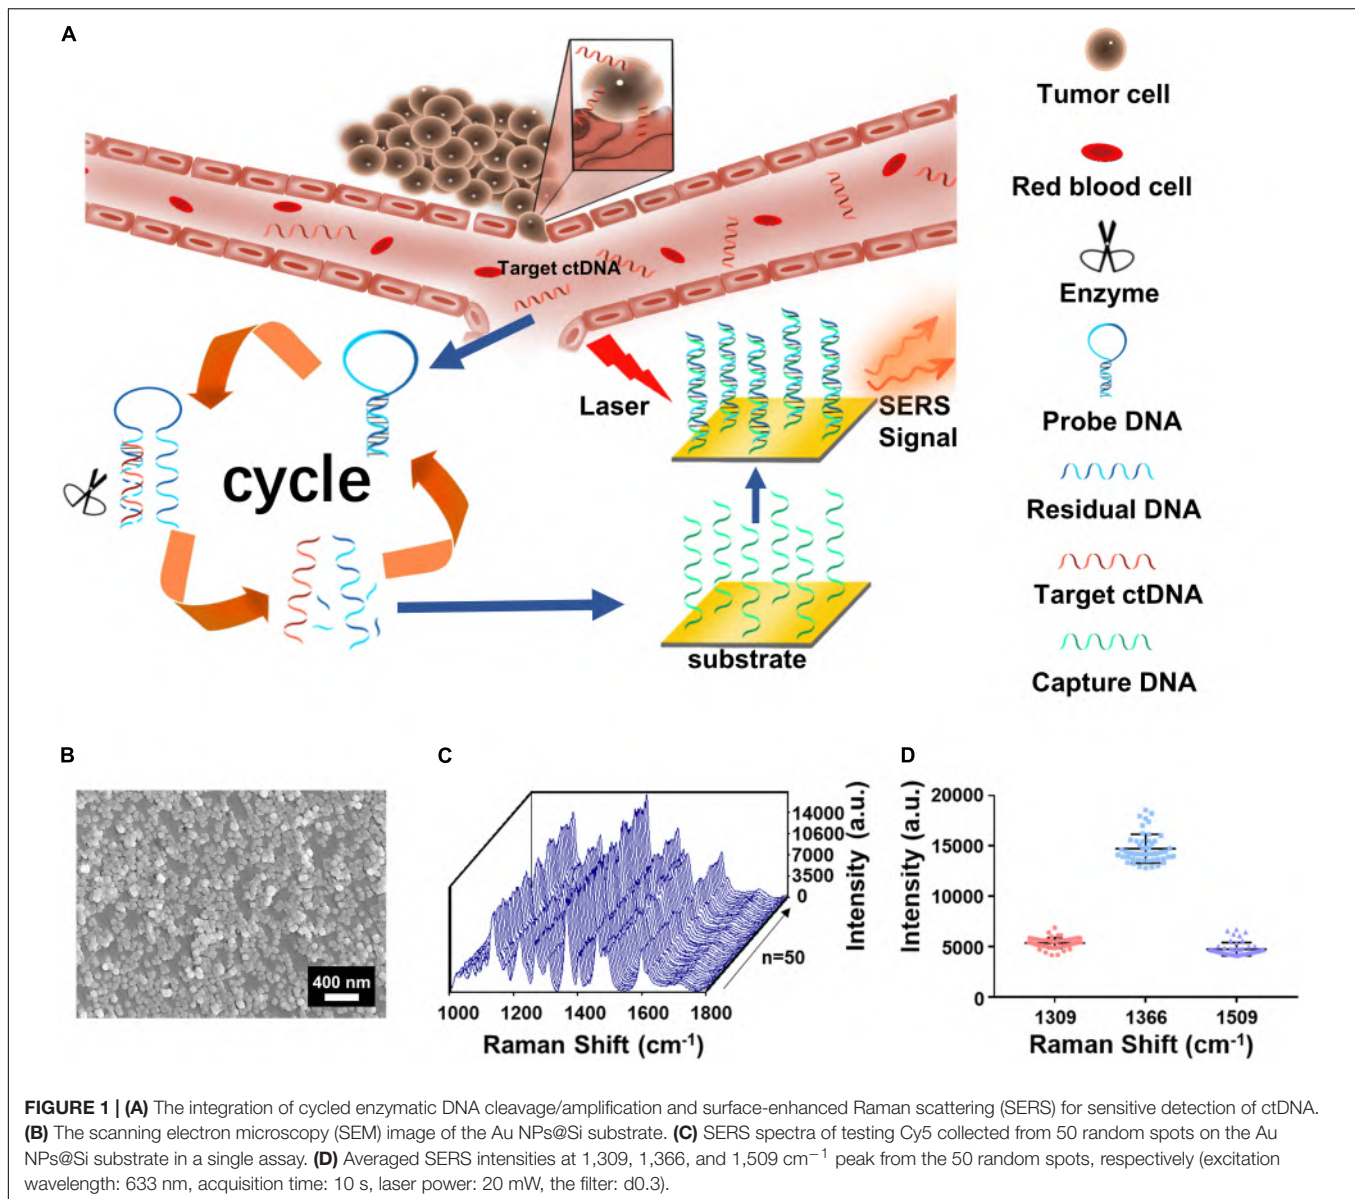 A
Tumor cell
Red blood cell
Enzyme
Probe DNA
Residual DNA
Target ctDNA
Capture DNA
Target ctDNA
Laser
SERS
Signal
cycle
substrate
B
400 nm
C
14000
10600
7000
3500
0
Intensity (a.u.)
n=50
1000 1200 1400 1600 1800
Raman Shift (cm⁻¹)
D
20000
15000
10000
5000
0
Intensity (a.u.)
1309 1366 1509
Raman Shift (cm⁻¹)
FIGURE 1 | (A) The integration of cycled enzymatic DNA cleavage/amplification and surface-enhanced Raman scattering (SERS) for sensitive detection of ctDNA.
(B) The scanning electron microscopy (SEM) image of the Au NPs@Si substrate. (C) SERS spectra of testing Cy5 collected from 50 random spots on the Au
NPs@Si substrate in a single assay. (D) Averaged SERS intensities at 1,309, 1,366, and 1,509 cm⁻¹ peak from the 50 random spots, respectively (excitation
wavelength: 633 nm, acquisition time: 10 s, laser power: 20 mW, the filter: d0.3).